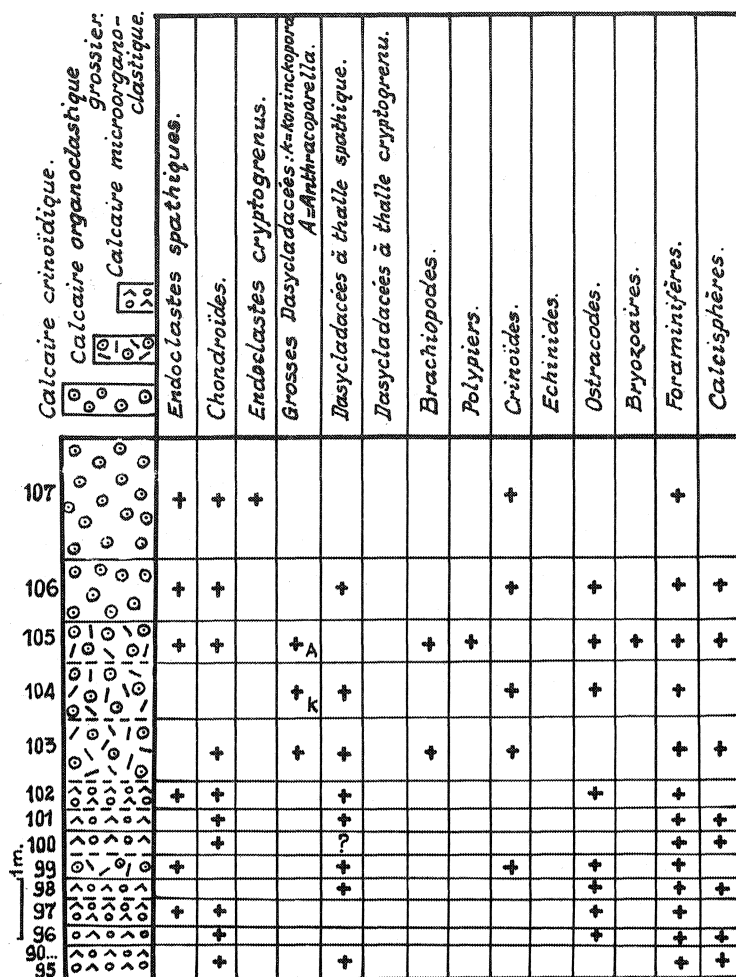 Calcaire crinoïdique.
Calcaire organoclastique
grossier.
Calcaire microorgano-
clastique.
Endoclastes spathiques.
Chondroïdes.
Endoclastes cryptogrenus.
Grosses Dasycladacées : k=Koninckopora
A=Anthracoporella.
Dasycladacées à thalle spathique.
Dasycladacées à thalle cryptogrenu.
Brachiopodes.
Polypiers.
Crinoïdes.
Echinides.
Ostracodes.
Bryozoaires.
Foraminifères.
Calcisphères.
107 + + + + +
106 + + + + + + +
105 + + + A + + + + + +
104 + k + + + +
103 + + + + + + +
102 + + + + +
101 + + + +
100 + ? + +
99 + + + + +
98 + + + +
97 + + + +
96 + + + +
90...
95 + + + +
1m.